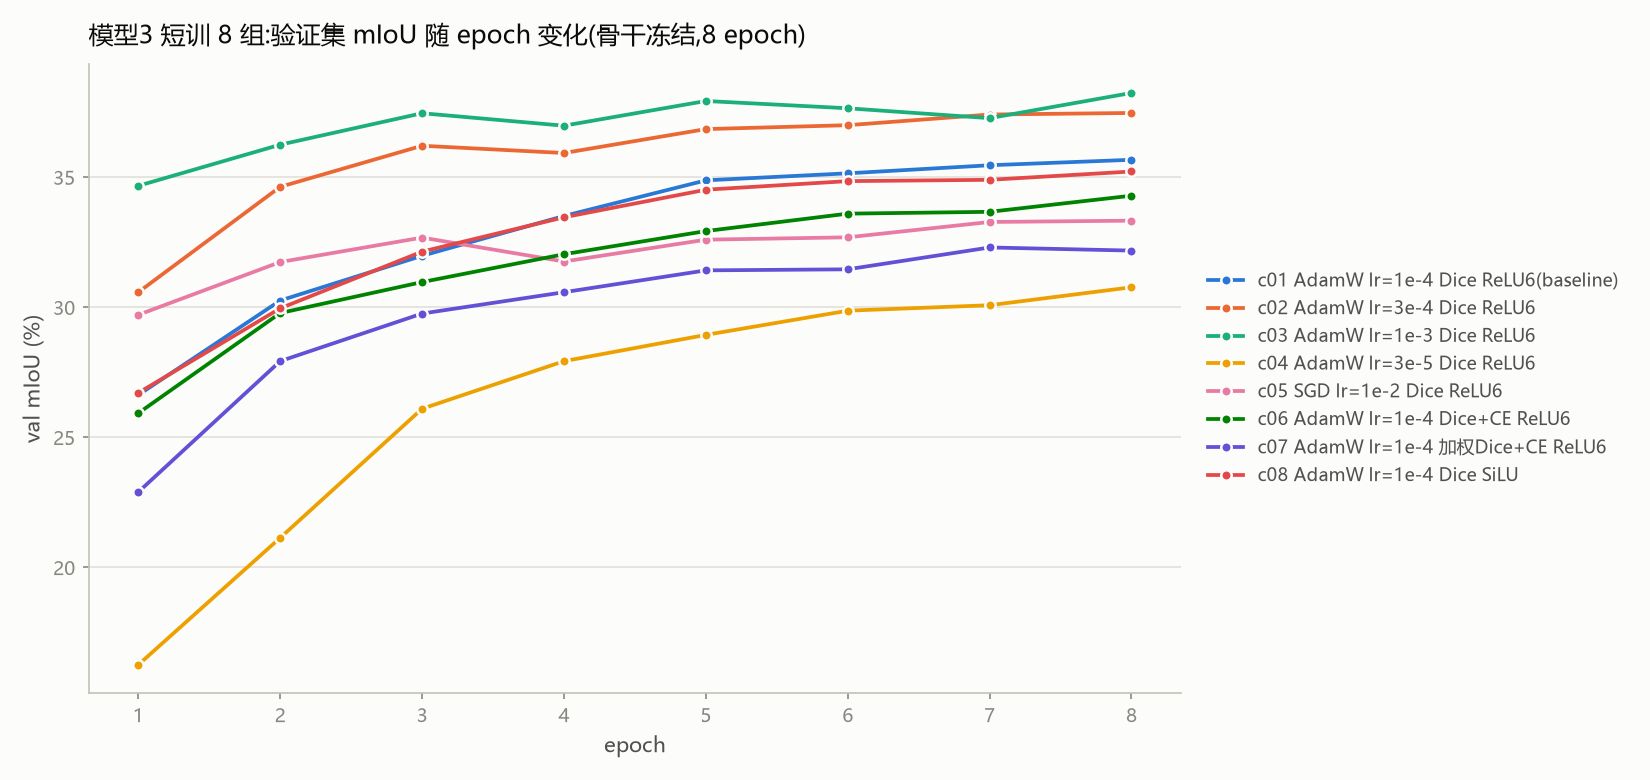 模型3 短训 8 组:验证集 mIoU 随 epoch 变化(骨干冻结,8 epoch)
val mIoU (%)
35
30
25
20
1 2 3 4 5 6 7 8
epoch
c01 AdamW lr=1e-4 Dice ReLU6(baseline)
c02 AdamW lr=3e-4 Dice ReLU6
c03 AdamW lr=1e-3 Dice ReLU6
c04 AdamW lr=3e-5 Dice ReLU6
c05 SGD lr=1e-2 Dice ReLU6
c06 AdamW lr=1e-4 Dice+CE ReLU6
c07 AdamW lr=1e-4 加权Dice+CE ReLU6
c08 AdamW lr=1e-4 Dice SiLU